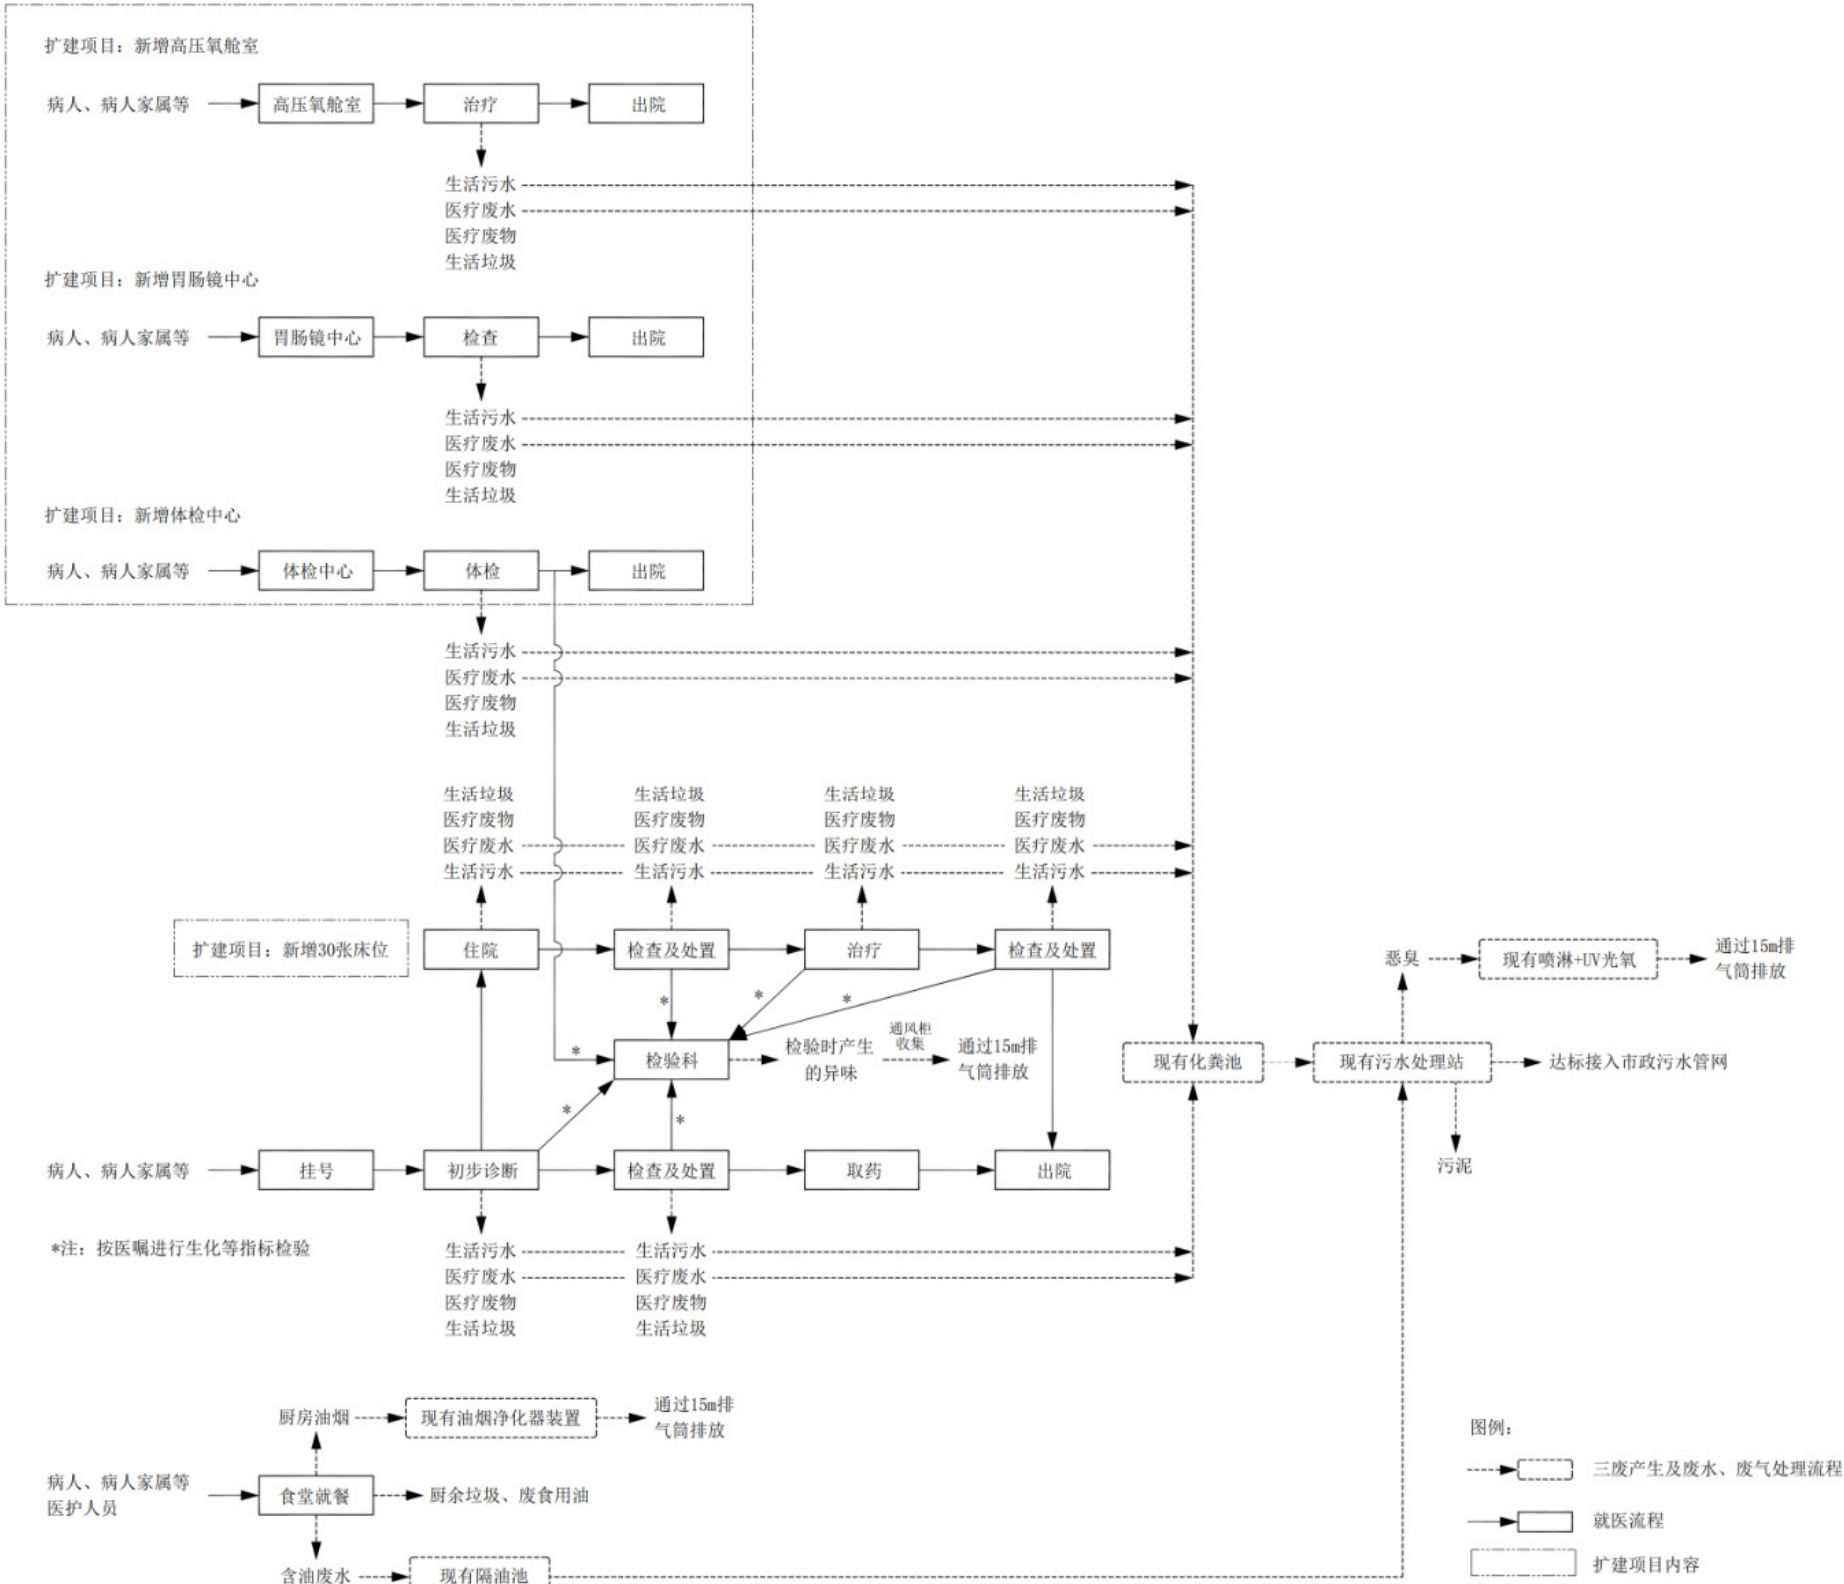 扩建项目：新增高压氧舱室
病人、病人家属等
高压氧舱室
治疗
出院
生活污水
医疗废水
医疗废物
生活垃圾
扩建项目：新增胃肠镜中心
病人、病人家属等
胃肠镜中心
检查
出院
生活污水
医疗废水
医疗废物
生活垃圾
扩建项目：新增体检中心
病人、病人家属等
体检中心
体检
出院
生活污水
医疗废水
医疗废物
生活垃圾
生活垃圾
医疗废物
医疗废水
生活污水
生活垃圾
医疗废物
医疗废水
生活污水
生活垃圾
医疗废物
医疗废水
生活污水
生活垃圾
医疗废物
医疗废水
生活污水
扩建项目：新增30张床位
住院
检查及处置
治疗
检查及处置
*
*
*
*
检验科
检验时产生
的异味
通风柜
收集
通过15m排
气筒排放
*
*
现有化粪池
现有污水处理站
恶臭
现有喷淋+UV光氧
通过15m排
气筒排放
达标接入市政污水管网
污泥
病人、病人家属等
挂号
初步诊断
检查及处置
取药
出院
*注：按医嘱进行生化等指标检验
生活污水
医疗废水
医疗废物
生活垃圾
生活污水
医疗废水
医疗废物
生活垃圾
厨房油烟
现有油烟净化器装置
通过15m排
气筒排放
病人、病人家属等
医护人员
食堂就餐
厨余垃圾、废食用油
含油废水
现有隔油池
图例：
三废产生及废水、废气处理流程
就医流程
扩建项目内容